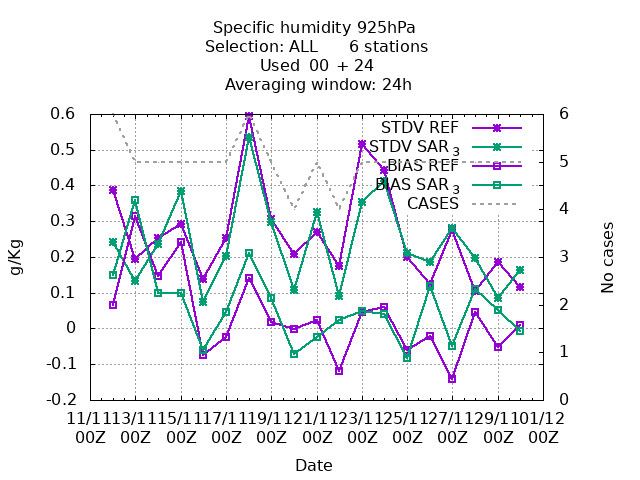 Specific humidity 925hPa
Selection: ALL 6 stations
Used 00 + 24
Averaging window: 24h
STDV REF
STDV SAR 3
BIAS REF
BIAS SAR 3
CASES
0.6
0.5
0.4
0.3
0.2
0.1
0
-0.1
-0.2
g/Kg
6
5
4
3
2
1
0
No cases
11/11 13/11 15/11 17/11 19/11 21/11 23/11 25/11 27/11 29/11 01/12
00Z 00Z 00Z 00Z 00Z 00Z 00Z 00Z 00Z 00Z 00Z
Date